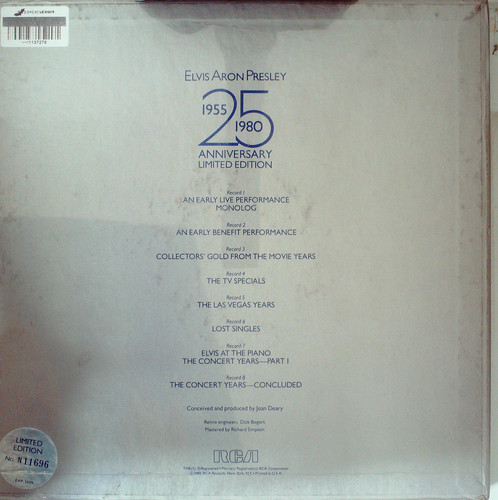 ELVIS ARON PRESLEY
1955
25
1980
ANNIVERSARY
LIMITED EDITION
Record 1
AN EARLY LIVE PERFORMANCE
MONOLOG
Record 2
AN EARLY BENEFIT PERFORMANCE
Record 3
COLLECTORS' GOLD FROM THE MOVIE YEARS
Record 4
THE TV SPECIALS
Record 5
THE LAS VEGAS YEARS
Record 6
LOST SINGLES
Record 7
ELVIS AT THE PIANO
THE CONCERT YEARS—PART 1
Record 8
THE CONCERT YEARS—CONCLUDED
Conceived and produced by Joan Deary
Remix engineer: Dick Bogert
Mastered by Richard Simpson
LIMITED
EDITION
No. N11696
RCA